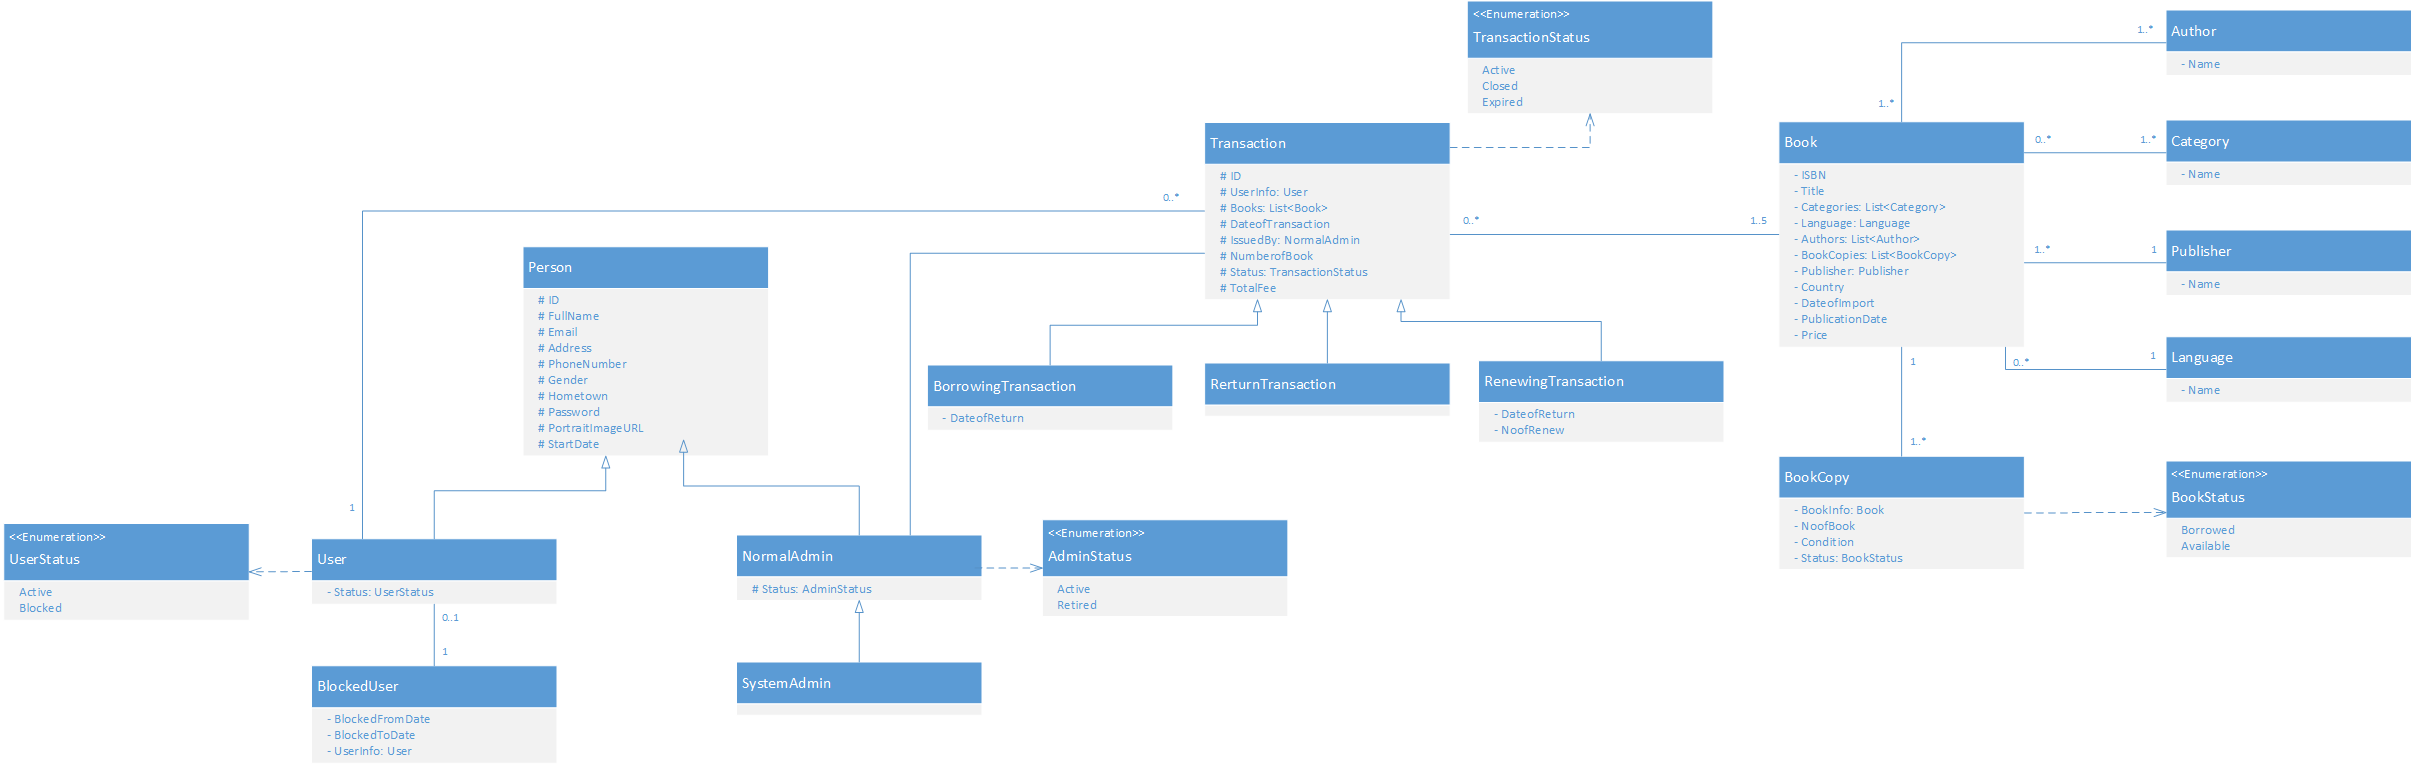 <<Enumeration>>
TransactionStatus
Active
Closed
Expired
Author
- Name
1..*
1..*
Transaction
# ID
# UserInfo: User
# Books: List<Book>
# DateofTransaction
# IssuedBy: NormalAdmin
# NumberofBook
# Status: TransactionStatus
# TotalFee
0..*
0..*
1..5
Book
- ISBN
- Title
- Categories: List<Category>
- Language: Language
- Authors: List<Author>
- BookCopies: List<BookCopy>
- Publisher: Publisher
- Country
- DateofImport
- PublicationDate
- Price
0..*
1..*
Category
- Name
1..*
1
Publisher
- Name
0..*
1
Language
- Name
Person
# ID
# FullName
# Email
# Address
# PhoneNumber
# Gender
# Hometown
# Password
# PortraitImageURL
# StartDate
BorrowingTransaction
- DateofReturn
RerturnTransaction
RenewingTransaction
- DateofReturn
- NoofRenew
1
1..*
BookCopy
- BookInfo: Book
- NoofBook
- Condition
- Status: BookStatus
<<Enumeration>>
BookStatus
Borrowed
Available
<<Enumeration>>
UserStatus
Active
Blocked
1
User
- Status: UserStatus
NormalAdmin
# Status: AdminStatus
<<Enumeration>>
AdminStatus
Active
Retired
0..1
1
BlockedUser
- BlockedFromDate
- BlockedToDate
- UserInfo: User
SystemAdmin